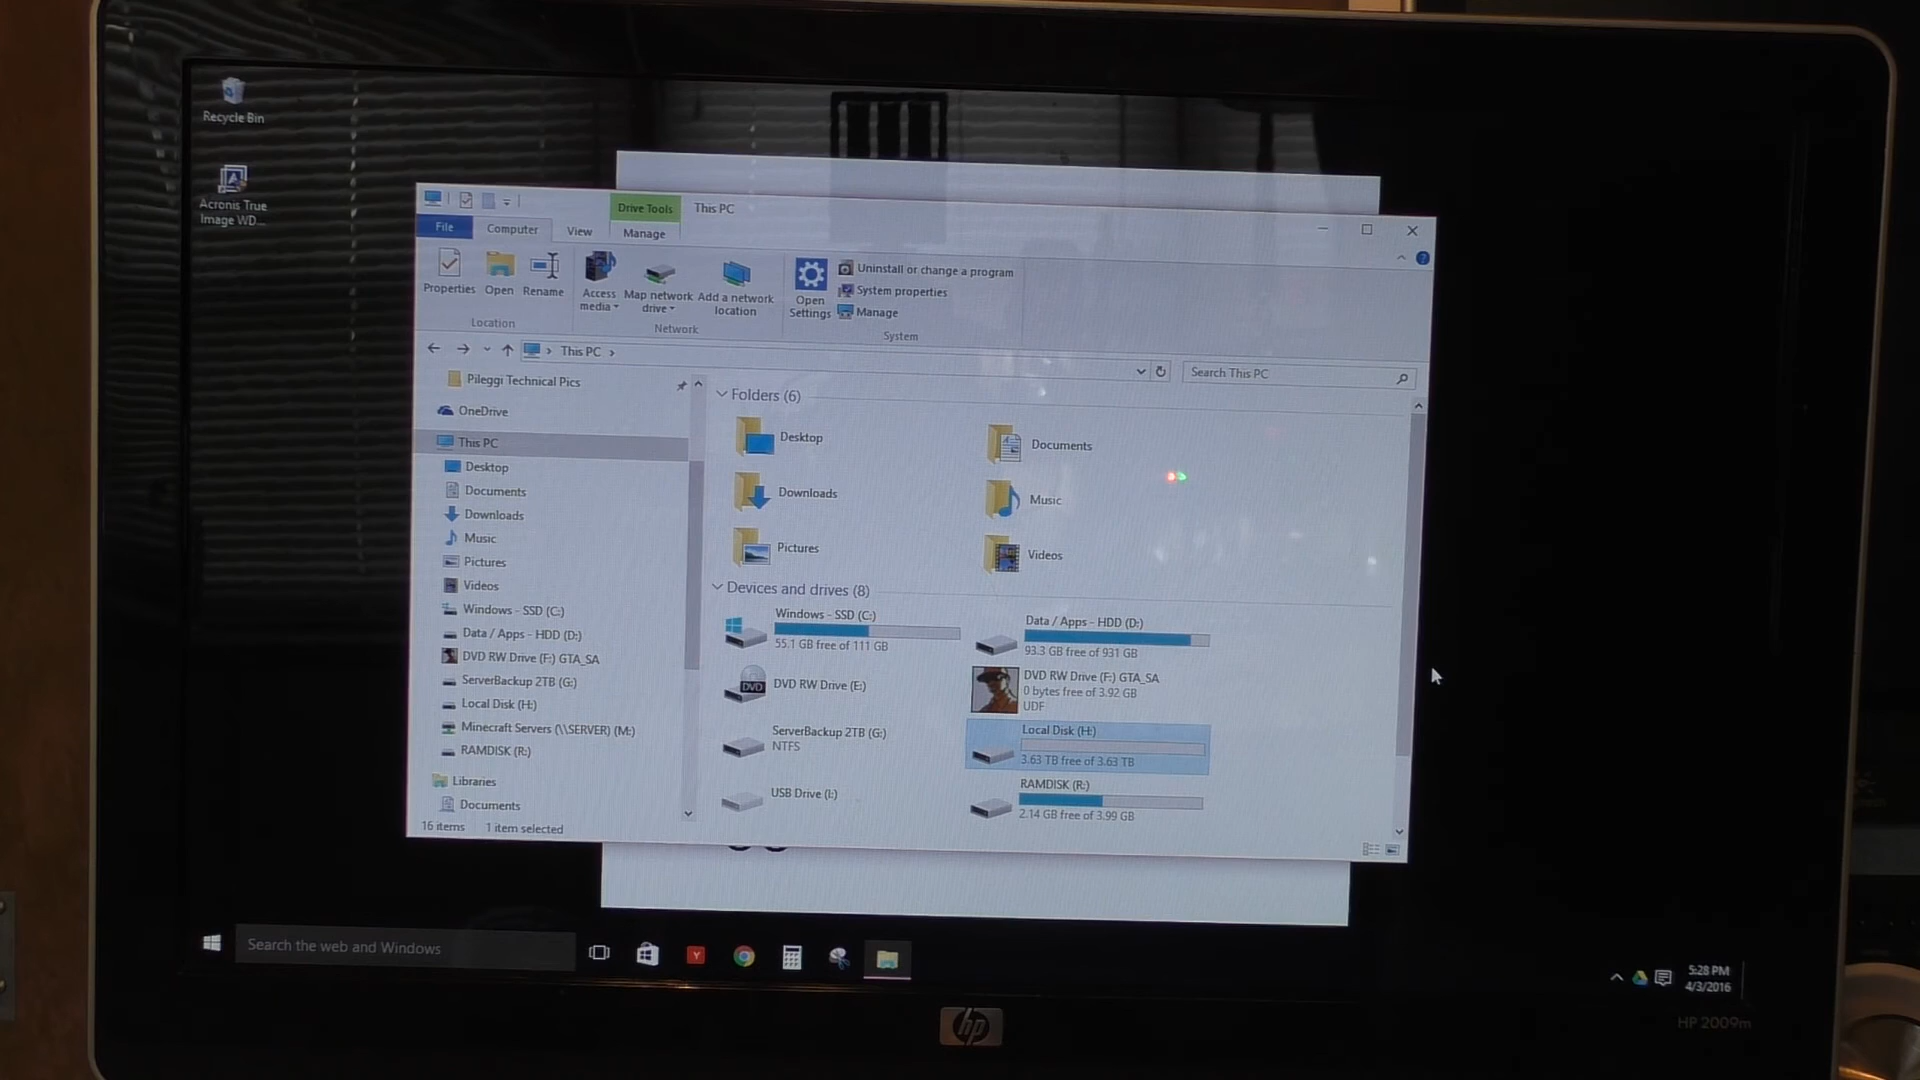 Recycle Bin
Acronis True
Image WD...
Drive Tools
This PC
File
Computer
View
Manage
Properties
Open
Rename
Access
media
Map network
drive
Add a network
location
Open
Settings
Uninstall or change a program
System properties
Manage
Location
Network
System
This PC
Search This PC
Pileggi Technical Pics
OneDrive
This PC
Desktop
Documents
Downloads
Music
Pictures
Videos
Windows - SSD (C:)
Data / Apps - HDD (D:)
DVD RW Drive (F:) GTA_SA
ServerBackup 2TB (G:)
Local Disk (H:)
Minecraft Servers (\\SERVER) (M:)
RAMDISK (R:)
Libraries
Documents
Folders (6)
Desktop
Documents
Downloads
Music
Pictures
Videos
Devices and drives (8)
Windows - SSD (C:)
55.1 GB free of 111 GB
Data / Apps - HDD (D:)
93.3 GB free of 931 GB
DVD
DVD RW Drive (E:)
DVD RW Drive (F:) GTA_SA
0 bytes free of 3.92 GB
UDF
ServerBackup 2TB (G:)
NTFS
Local Disk (H:)
3.63 TB free of 3.63 TB
USB Drive (I:)
RAMDISK (R:)
2.14 GB free of 3.99 GB
16 items
1 item selected
Search the web and Windows
5:28 PM
4/3/2016
hp
HP 2009m